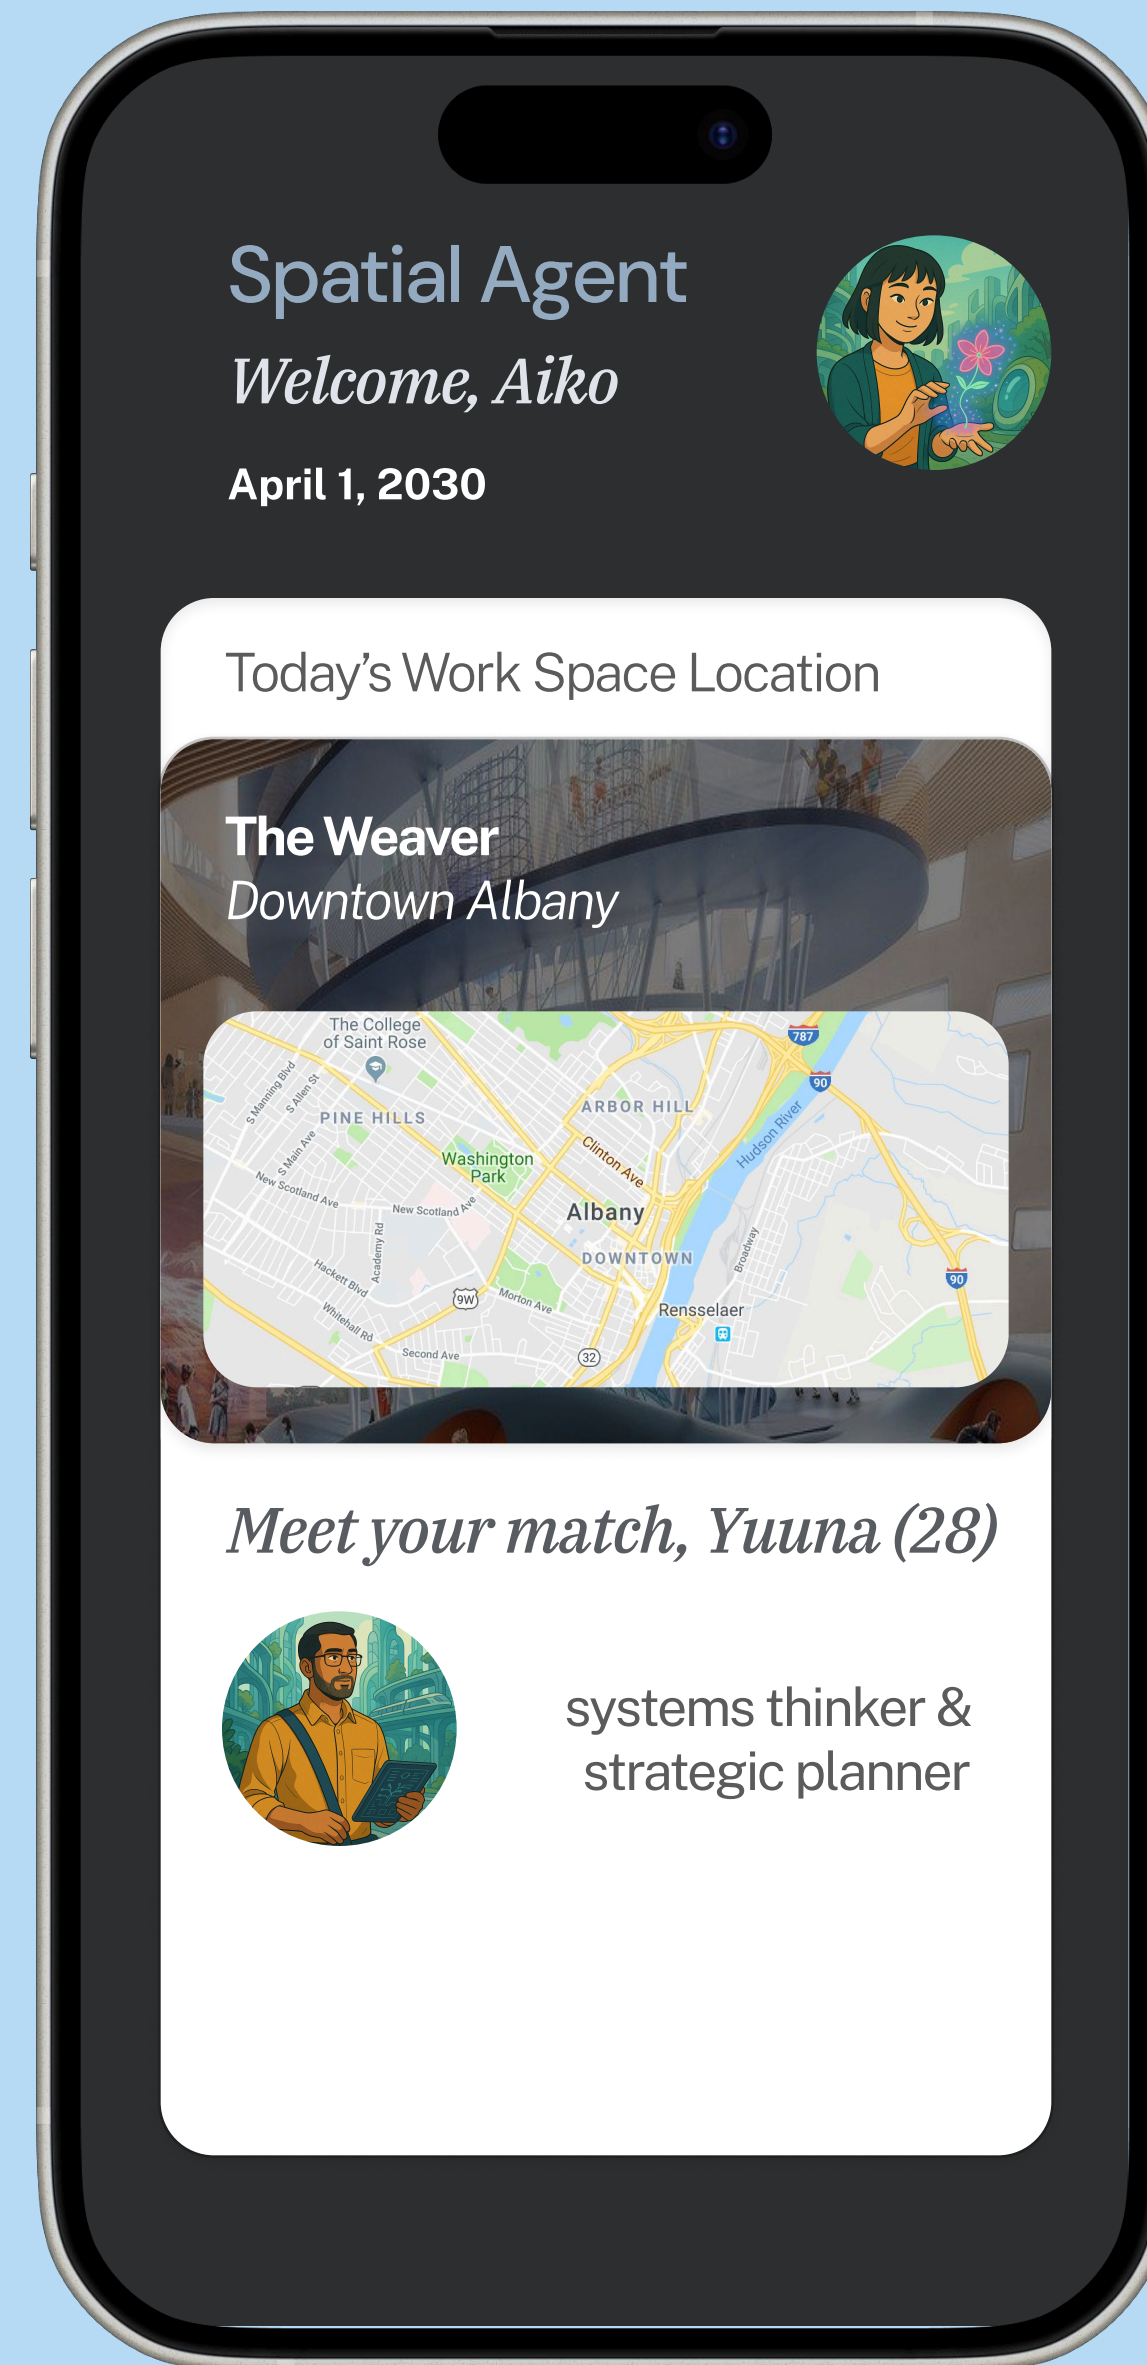 Spatial Agent
Welcome, Aiko
April 1, 2030
Today's Work Space Location
The Weaver
Downtown Albany
The College
of Saint Rose
787
90
S Manning Blvd
S Allen St
PINE HILLS
ARBOR HILL
Hudson River
S Main Ave
Washington
Park
Clinton Ave
New Scotland Ave
New Scotland Ave
Albany
Academy Rd
DOWNTOWN
Broadway
Hackett Blvd
90
9W
Morton Ave
Rensselaer
Whitehall Rd
Second Ave
32
Meet your match, Yuuna (28)
systems thinker &
strategic planner